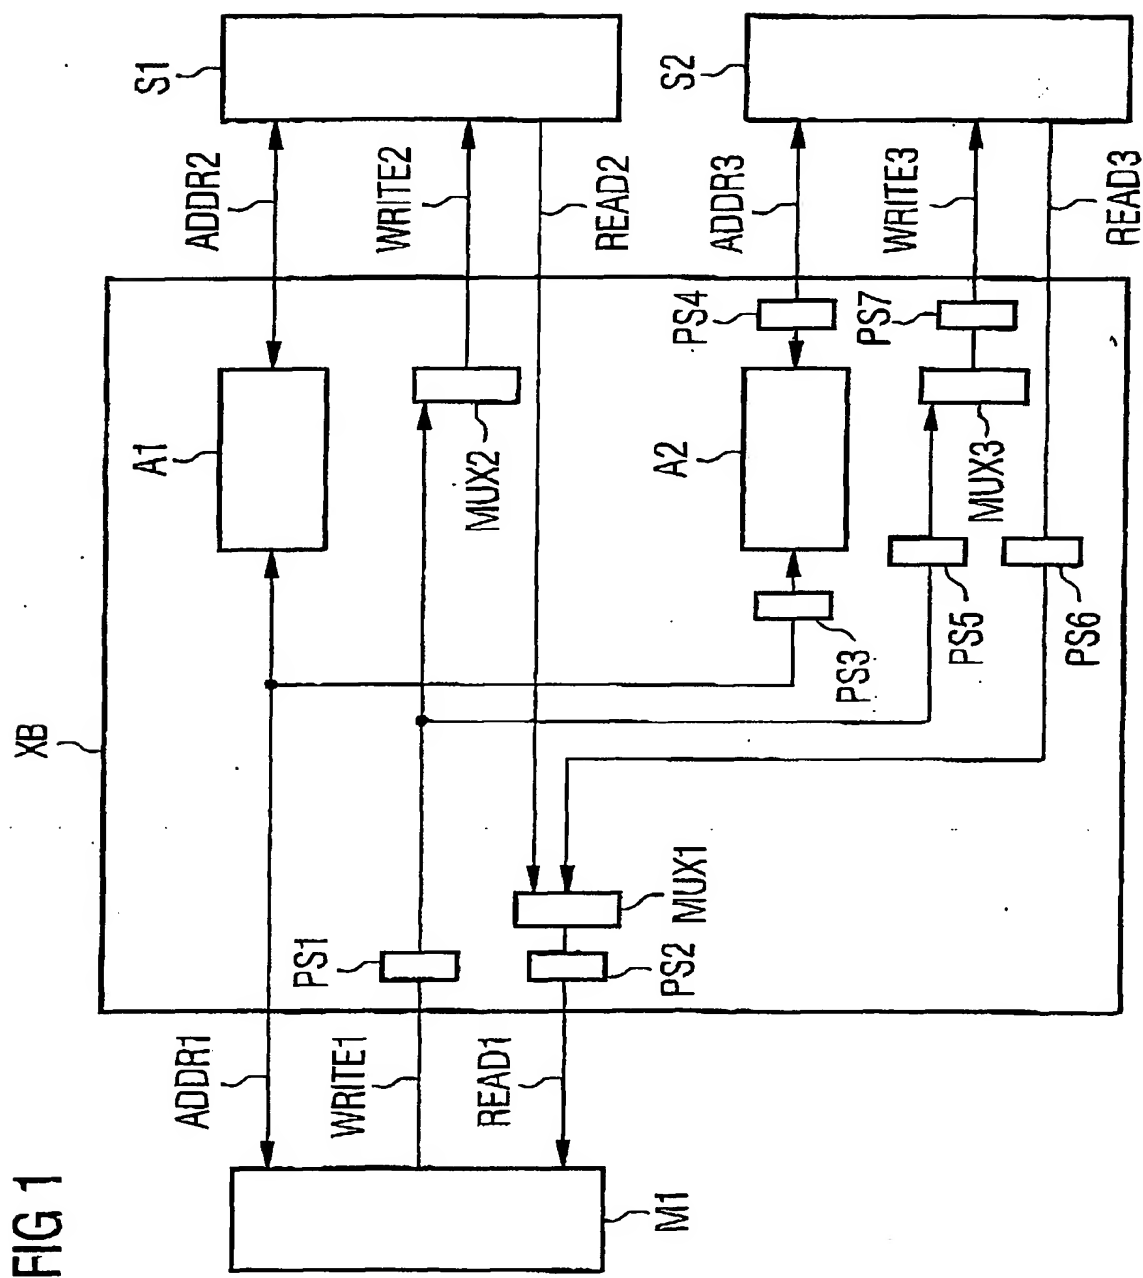 FIG 1
XB
S1
ADDR2
A1
ADDR1
WRITE2
MUX2
PS1
WRITE1
READ2
MUX1
PS2
READ1
M1
S2
ADDR3
PS4
A2
PS3
WRITE3
PS7
MUX3
PS5
READ3
PS6